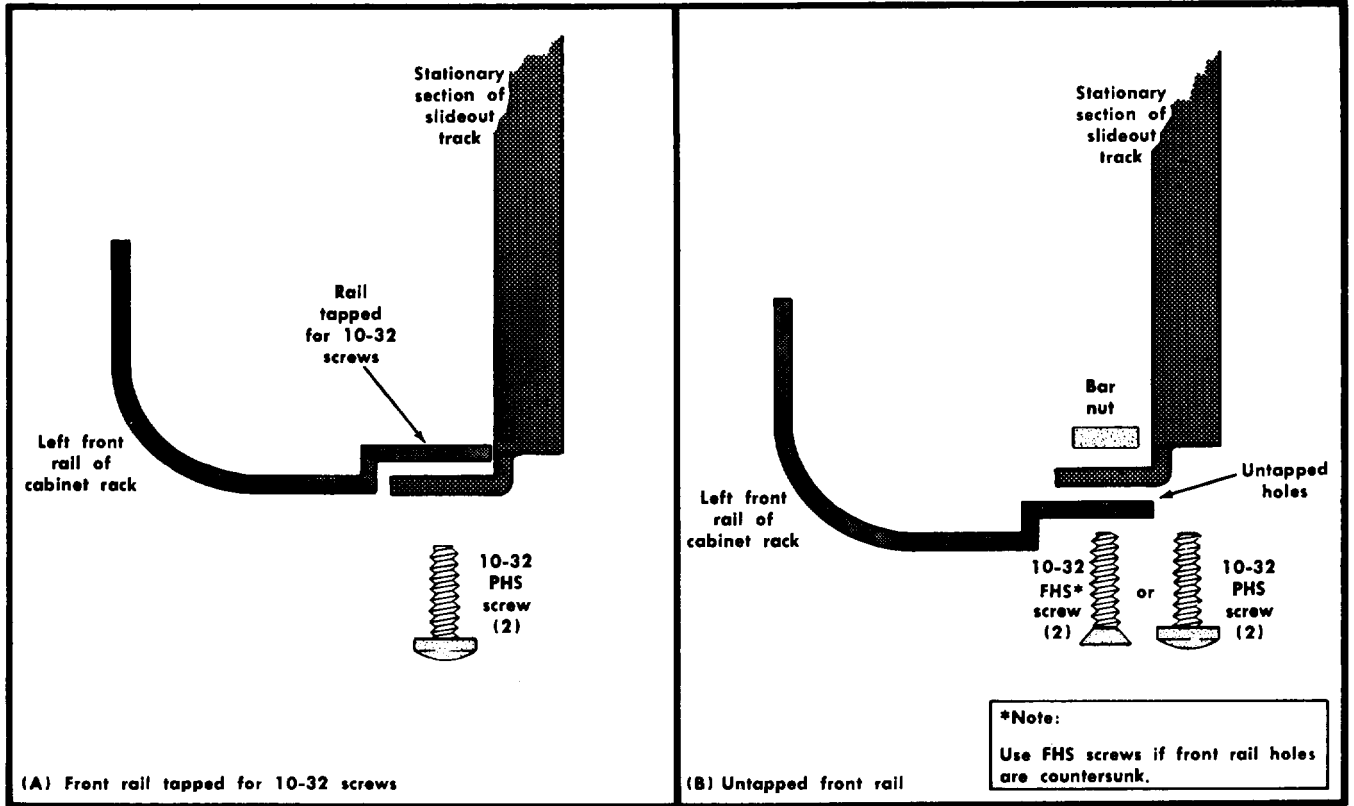 Stationary
section of
slideout
track
Rail
tapped
for 10-32
screws
Left front
rail of
cabinet rack
10-32
PHS
screw
(2)
(A) Front rail tapped for 10-32 screws
Stationary
section of
slideout
track
Bar
nut
Untapped
holes
Left front
rail of
cabinet rack
10-32
FHS*
screw
(2)
or
10-32
PHS
screw
(2)
*Note:
Use FHS screws if front rail holes
are countersunk.
(B) Untapped front rail